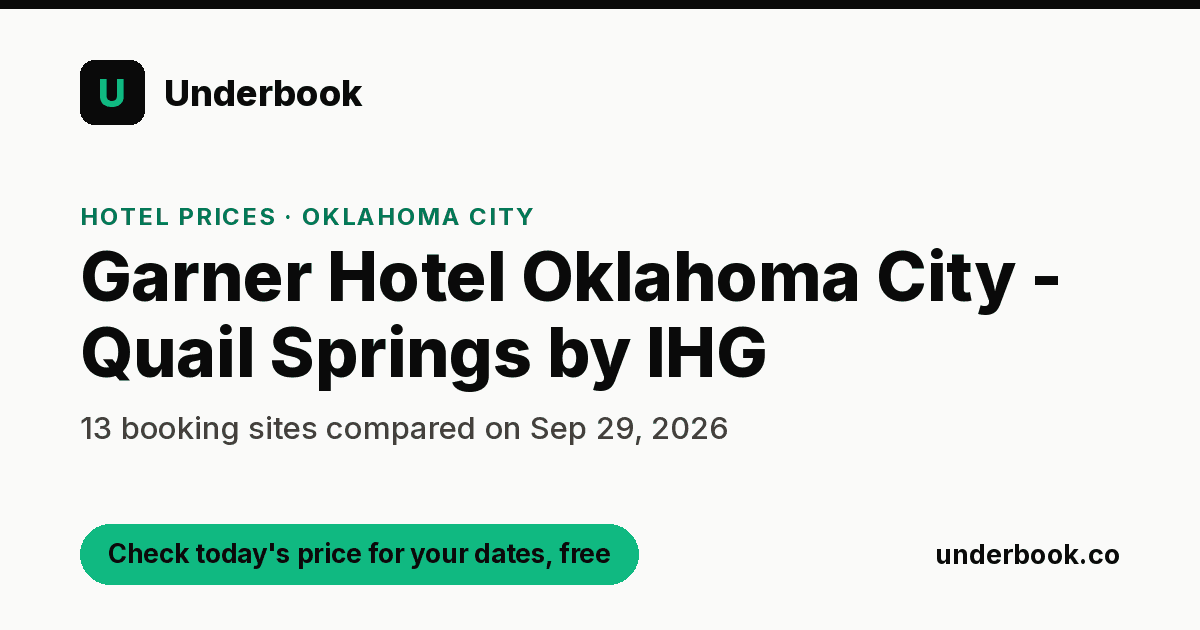 U Underbook
HOTEL PRICES · OKLAHOMA CITY
Garner Hotel Oklahoma City -
Quail Springs by IHG
13 booking sites compared on Sep 29, 2026
Check today's price for your dates, free
underbook.co